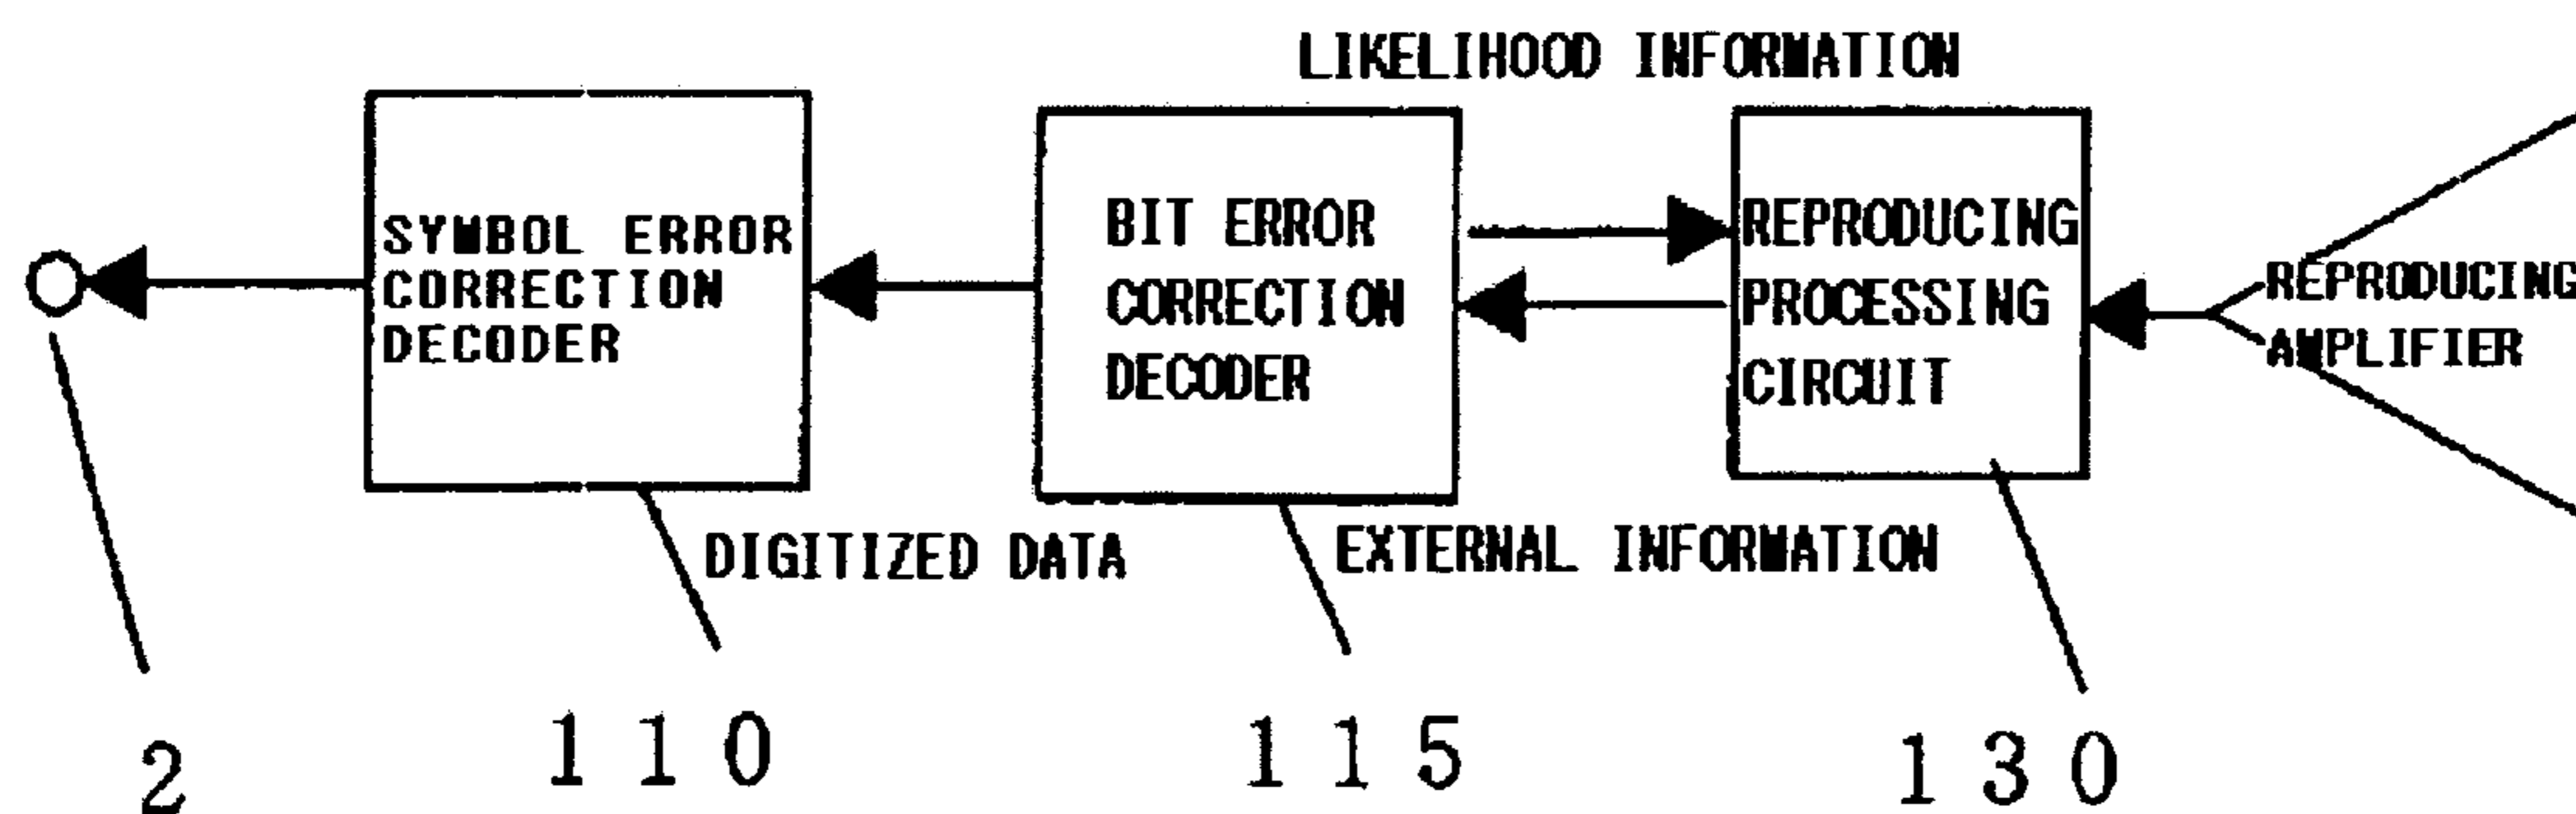 LIKELIHOOD INFORMATION
SYMBOL ERROR
CORRECTION
DECODER
BIT ERROR
CORRECTION
DECODER
REPRODUCING
PROCESSING
CIRCUIT
REPRODUCING
AMPLIFIER
DIGITIZED DATA
EXTERNAL INFORMATION
2
110
115
130